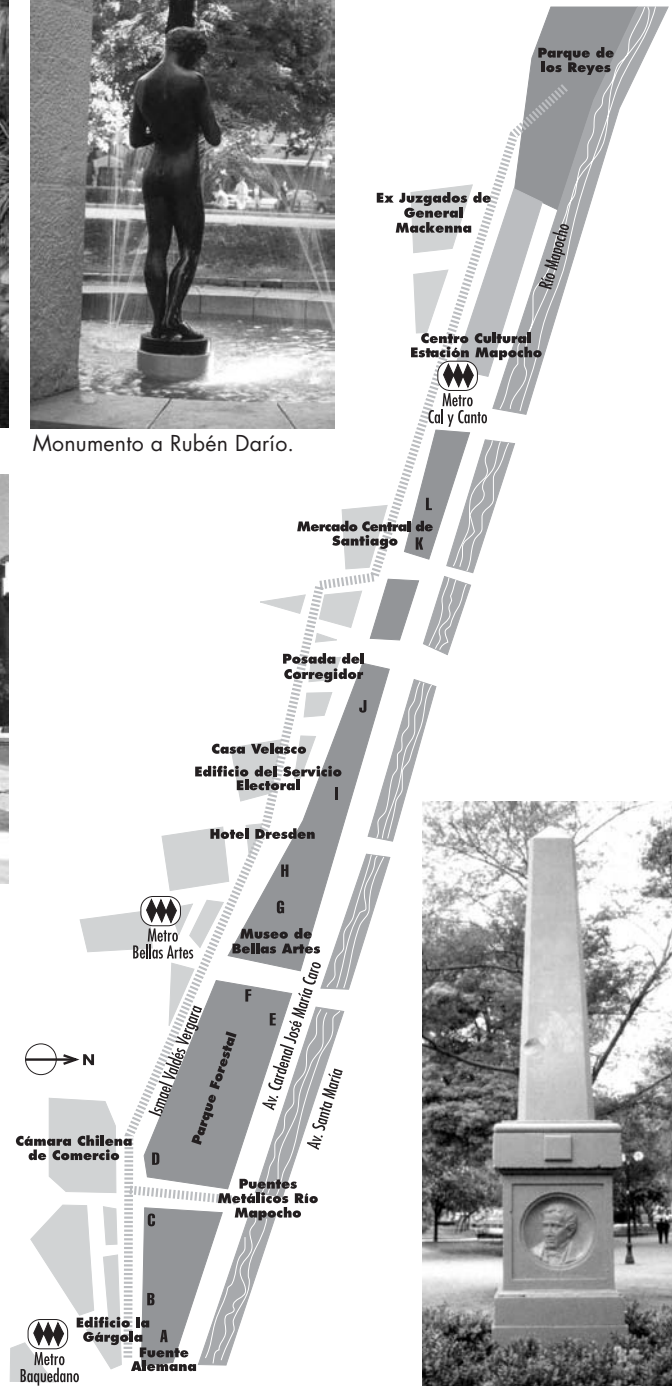 Parque de
los Reyes
Ex Juzgados de
General
Mackenna
Río Mapocho
Centro Cultural
Estación Mapocho
Metro
Cal y Canto
Monumento a Rubén Darío.
L
Mercado Central de
Santiago
K
Posada del
Corregidor
J
Casa Velasco
Edificio del Servicio
Electoral
I
Hotel Dresden
H
G
Metro
Bellas Artes
Museo de
Bellas Artes
F
E
Ismael Valdés Vergara
Parque Forestal
Av. Cardenal José María Caro
Av. Santa María
N
Cámara Chilena
de Comercio
D
Puentes
Metálicos Río
Mapocho
C
B
Edificio la
Gárgola
A
Fuente
Alemana
Metro
Baquedano